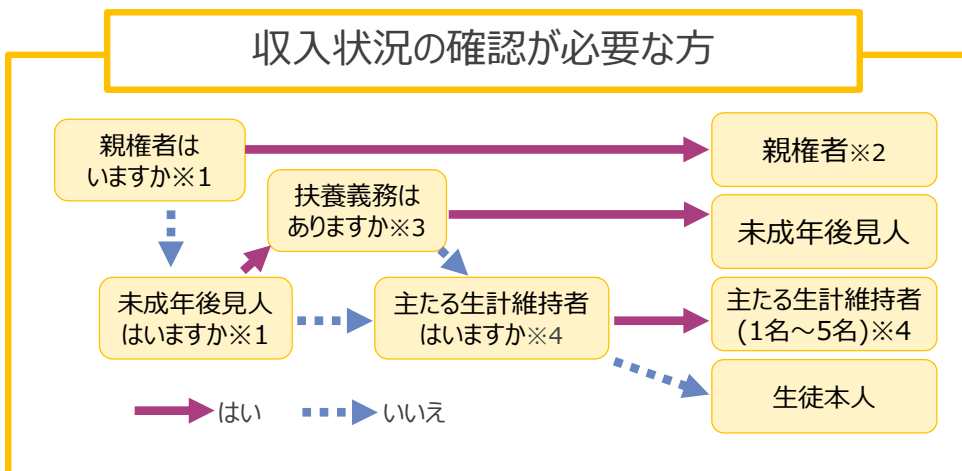 収入状況の確認が必要な方
親権者は
いますか※1
親権者※2
扶養義務は
ありますか※3
未成年後見人
未成年後見人
はいますか※1
主たる生計維持者
はいますか※4
主たる生計維持者
(1名～5名)※4
生徒本人
はい
いいえ